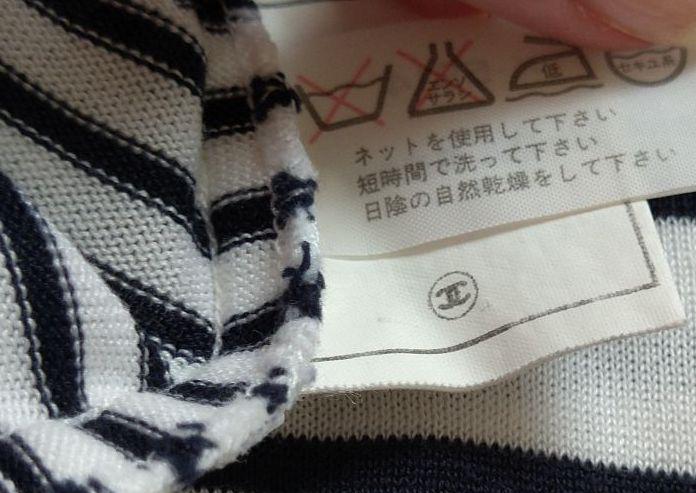 エンソ
サラシ
低
セキユ系
ネットを使用して下さい
短時間で洗って下さい
日陰の自然乾燥をして下さい